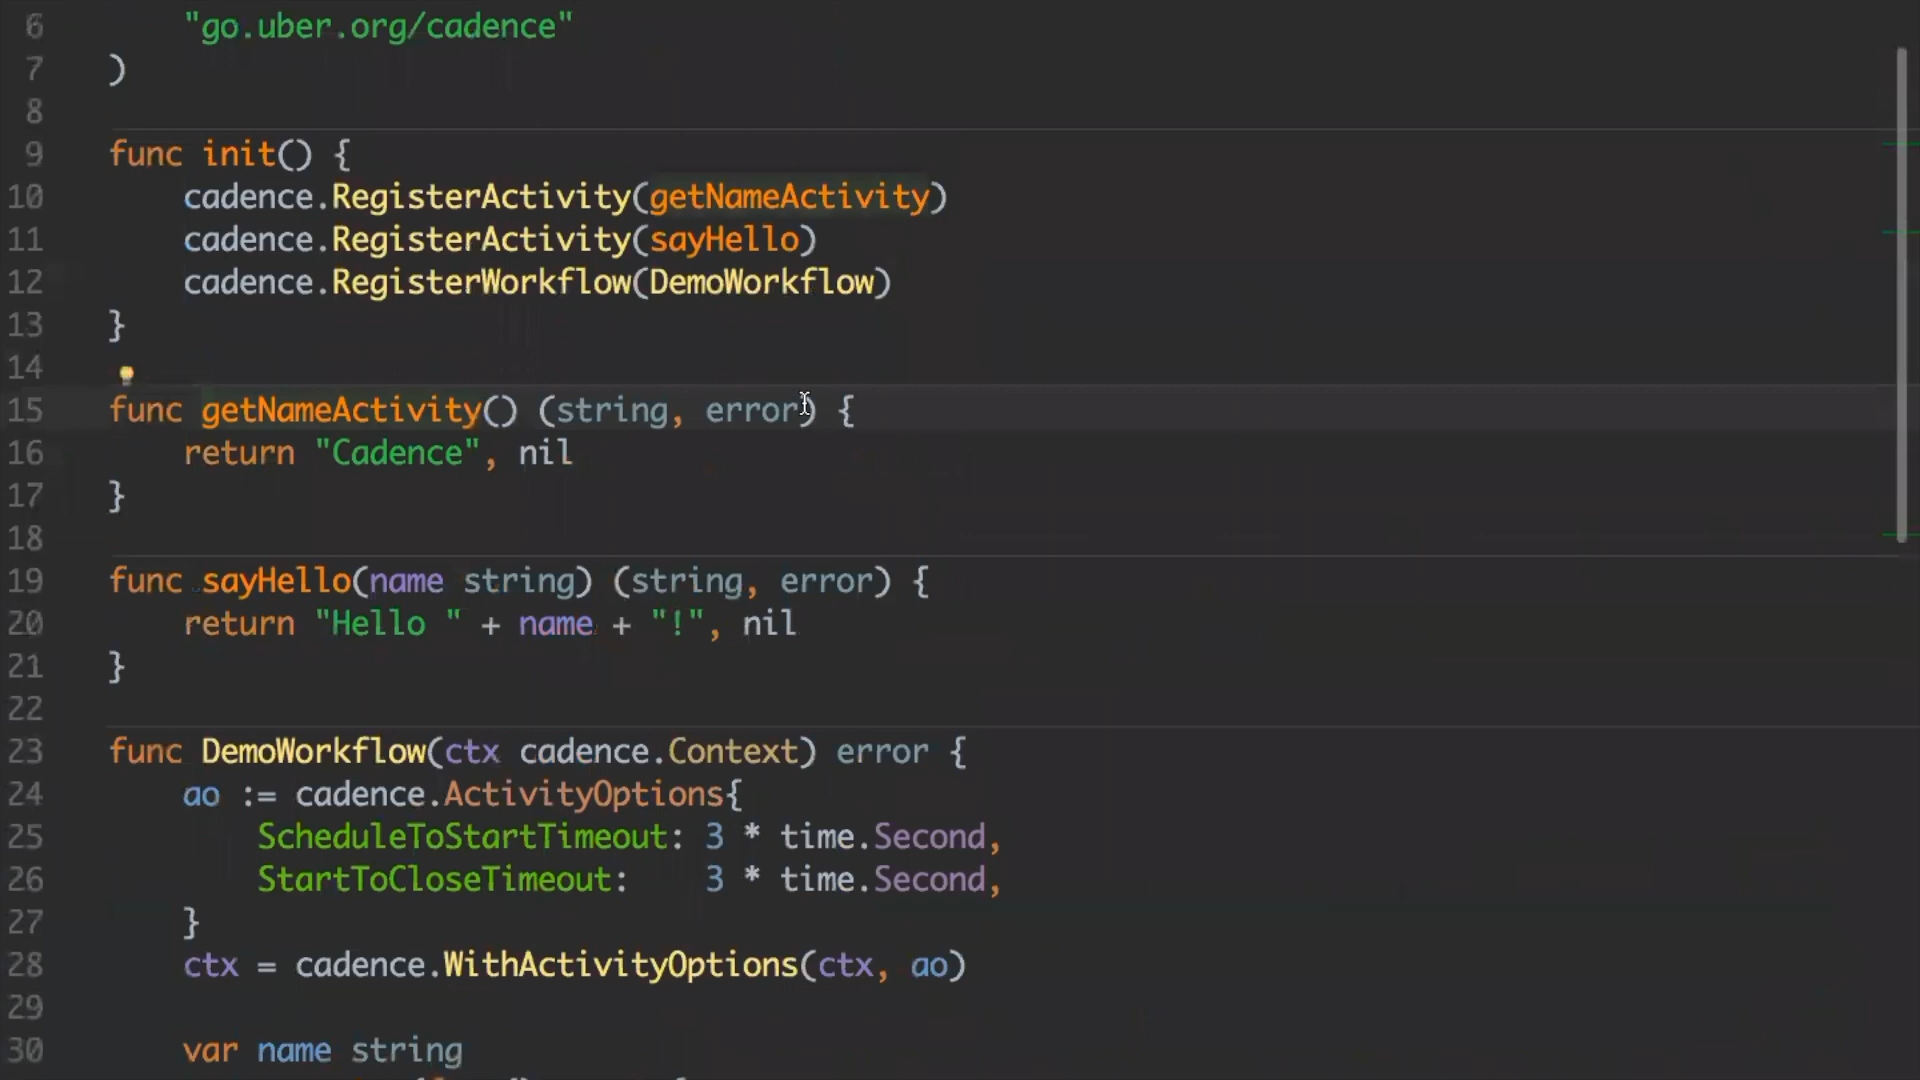 6 "go.uber.org/cadence"
7 )
8
9 func init() {
10 cadence.RegisterActivity(getNameActivity)
11 cadence.RegisterActivity(sayHello)
12 cadence.RegisterWorkflow(DemoWorkflow)
13 }
14
15 func getNameActivity() (string, error) {
16 return "Cadence", nil
17 }
18
19 func sayHello(name string) (string, error) {
20 return "Hello " + name + "!", nil
21 }
22
23 func DemoWorkflow(ctx cadence.Context) error {
24 ao := cadence.ActivityOptions{
25 ScheduleToStartTimeout: 3 * time.Second,
26 StartToCloseTimeout: 3 * time.Second,
27 }
28 ctx = cadence.WithActivityOptions(ctx, ao)
29
30 var name string